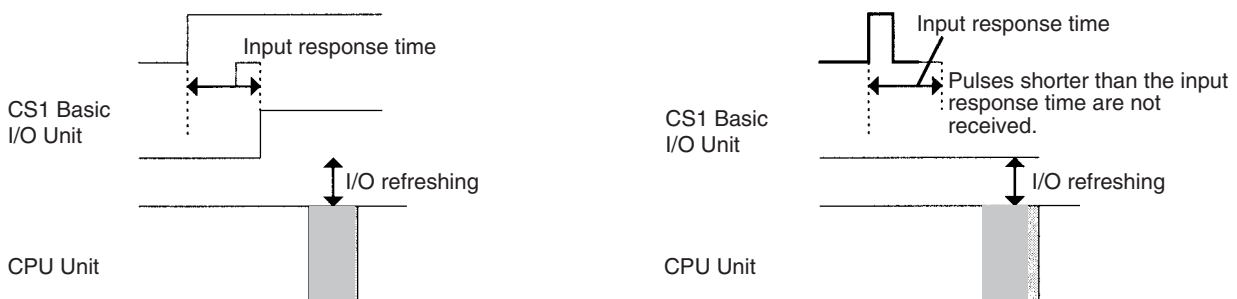 Input response time
CS1 Basic
I/O Unit
I/O refreshing
CPU Unit
Input response time
Pulses shorter than the input
response time are not
received.
CS1 Basic
I/O Unit
I/O refreshing
CPU Unit